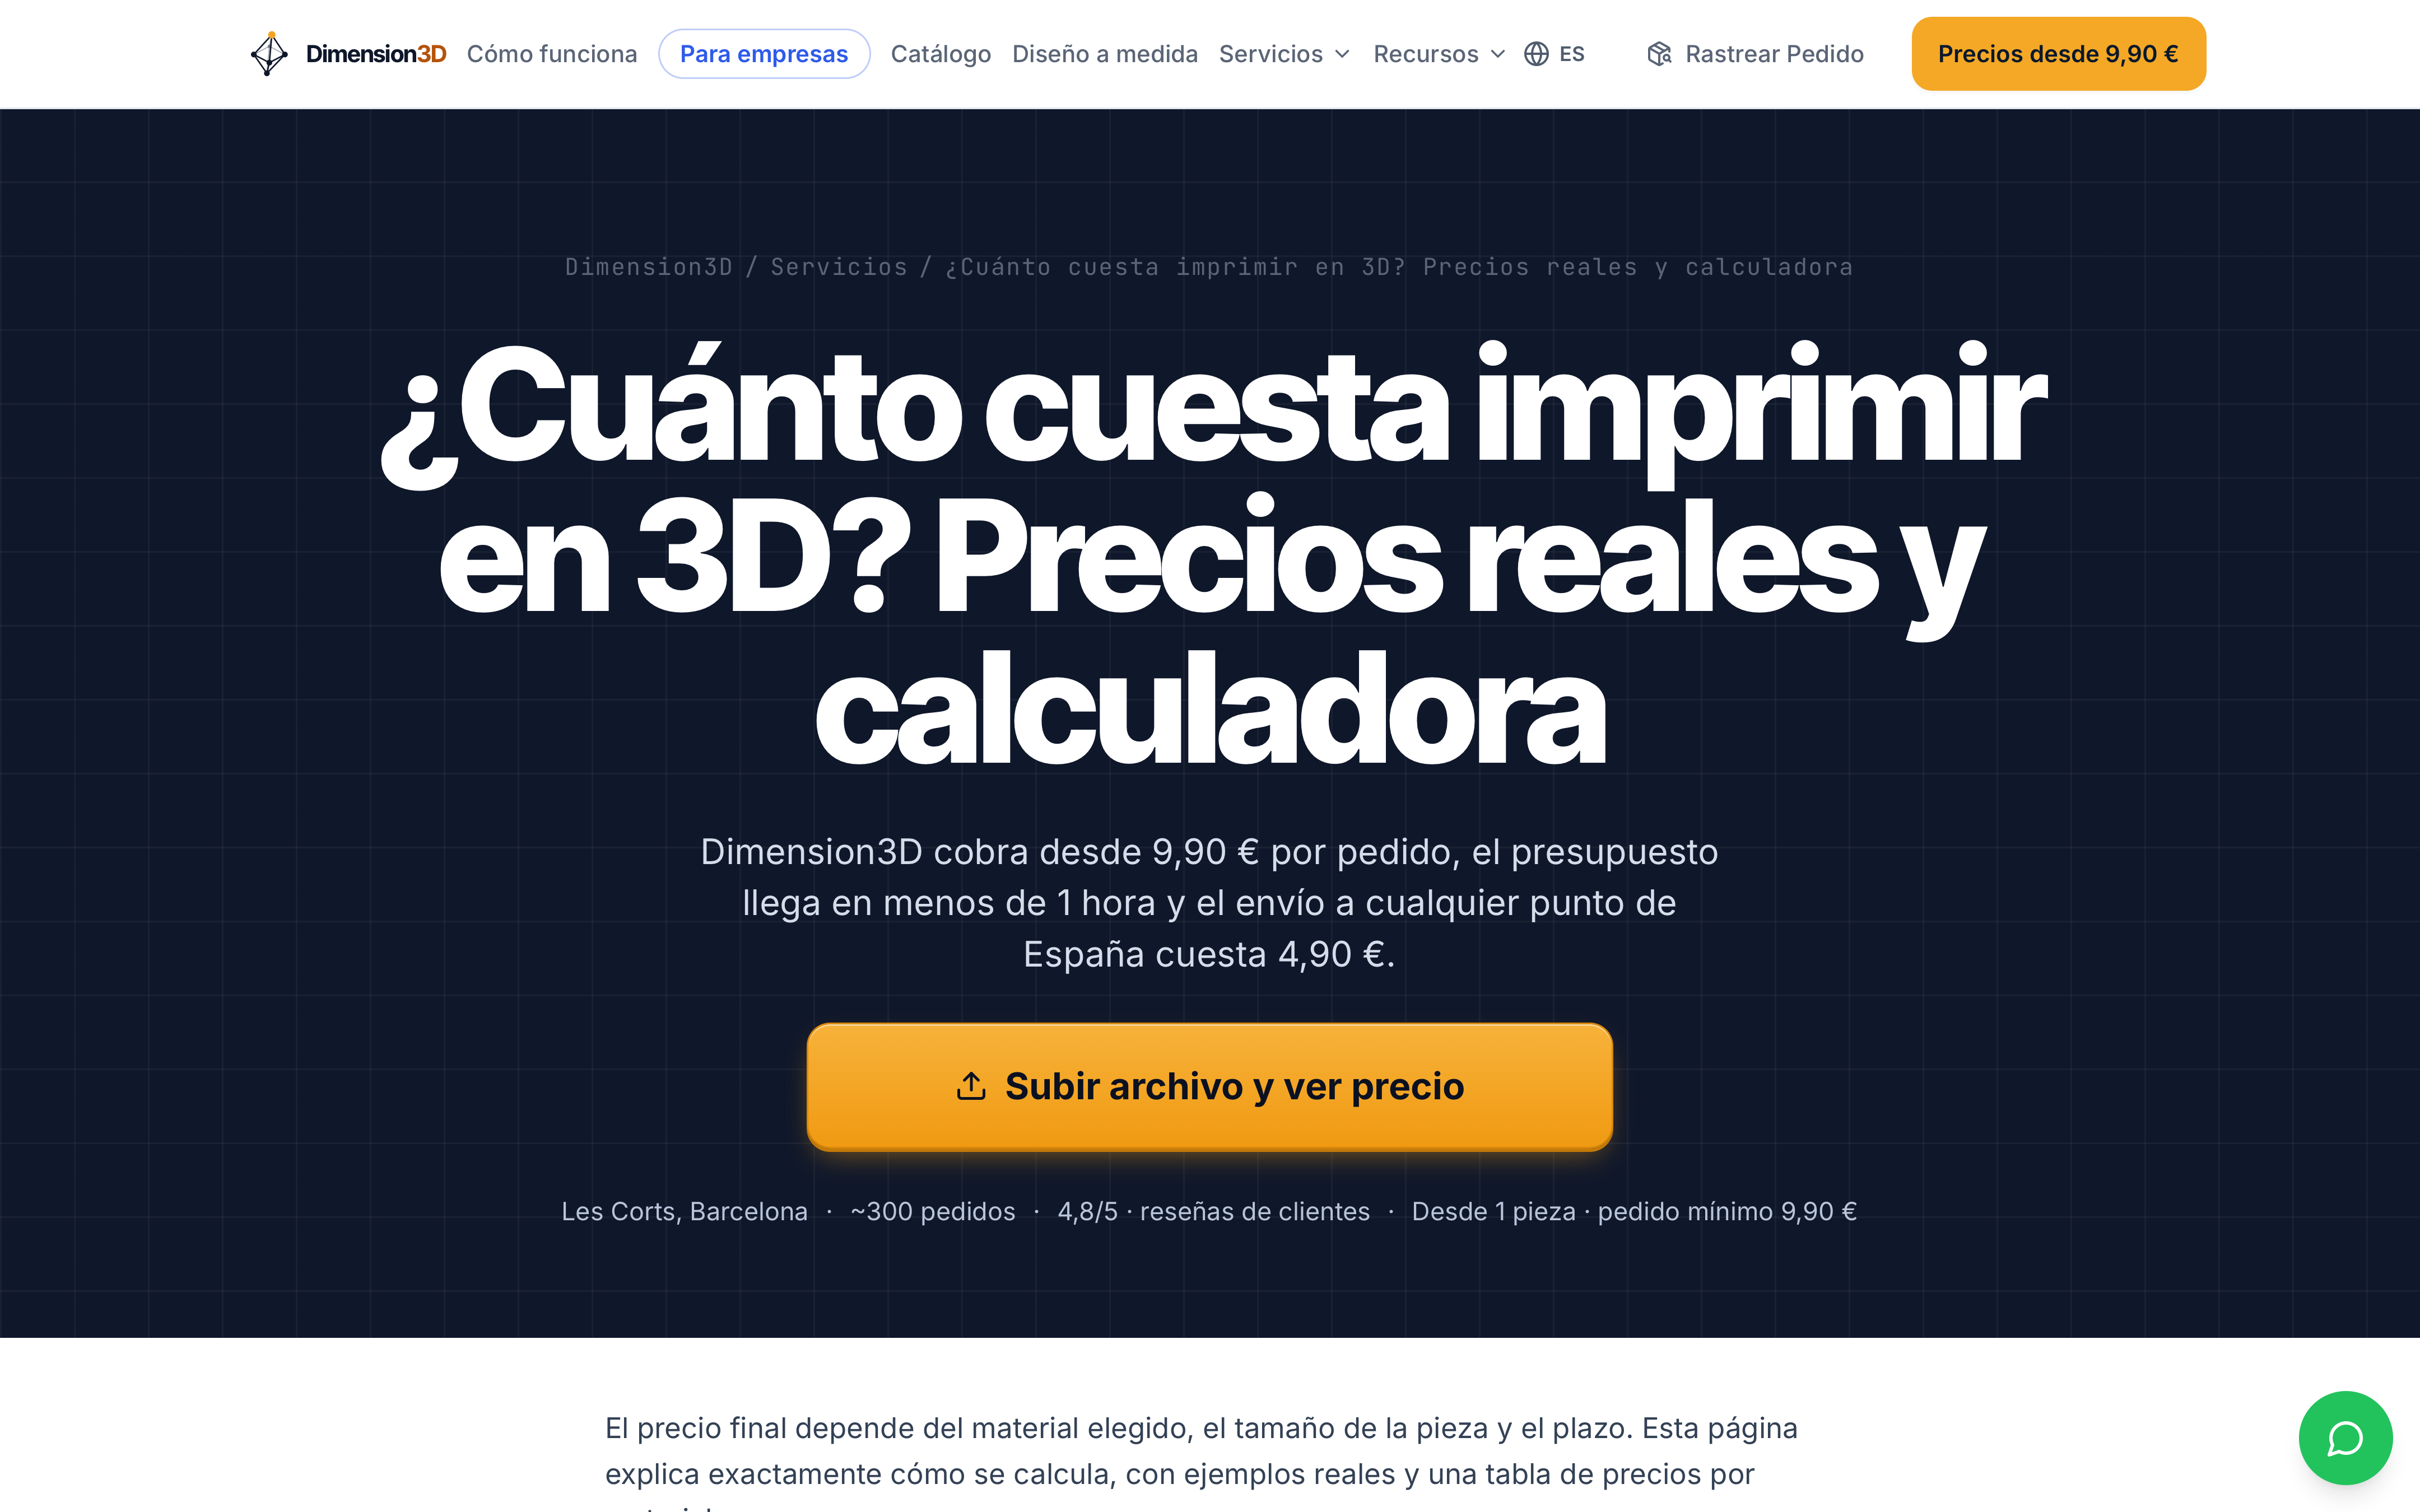 Dimension3D Cómo funciona Para empresas Catálogo Diseño a medida Servicios Recursos ES Rastrear Pedido Precios desde 9,90 €
Dimension3D / Servicios / ¿Cuánto cuesta imprimir en 3D? Precios reales y calculadora
¿Cuánto cuesta imprimir
en 3D? Precios reales y
calculadora
Dimension3D cobra desde 9,90 € por pedido, el presupuesto
llega en menos de 1 hora y el envío a cualquier punto de
España cuesta 4,90 €.
Subir archivo y ver precio
Les Corts, Barcelona · ~300 pedidos · 4,8/5 · reseñas de clientes · Desde 1 pieza · pedido mínimo 9,90 €
El precio final depende del material elegido, el tamaño de la pieza y el plazo. Esta página
explica exactamente cómo se calcula, con ejemplos reales y una tabla de precios por